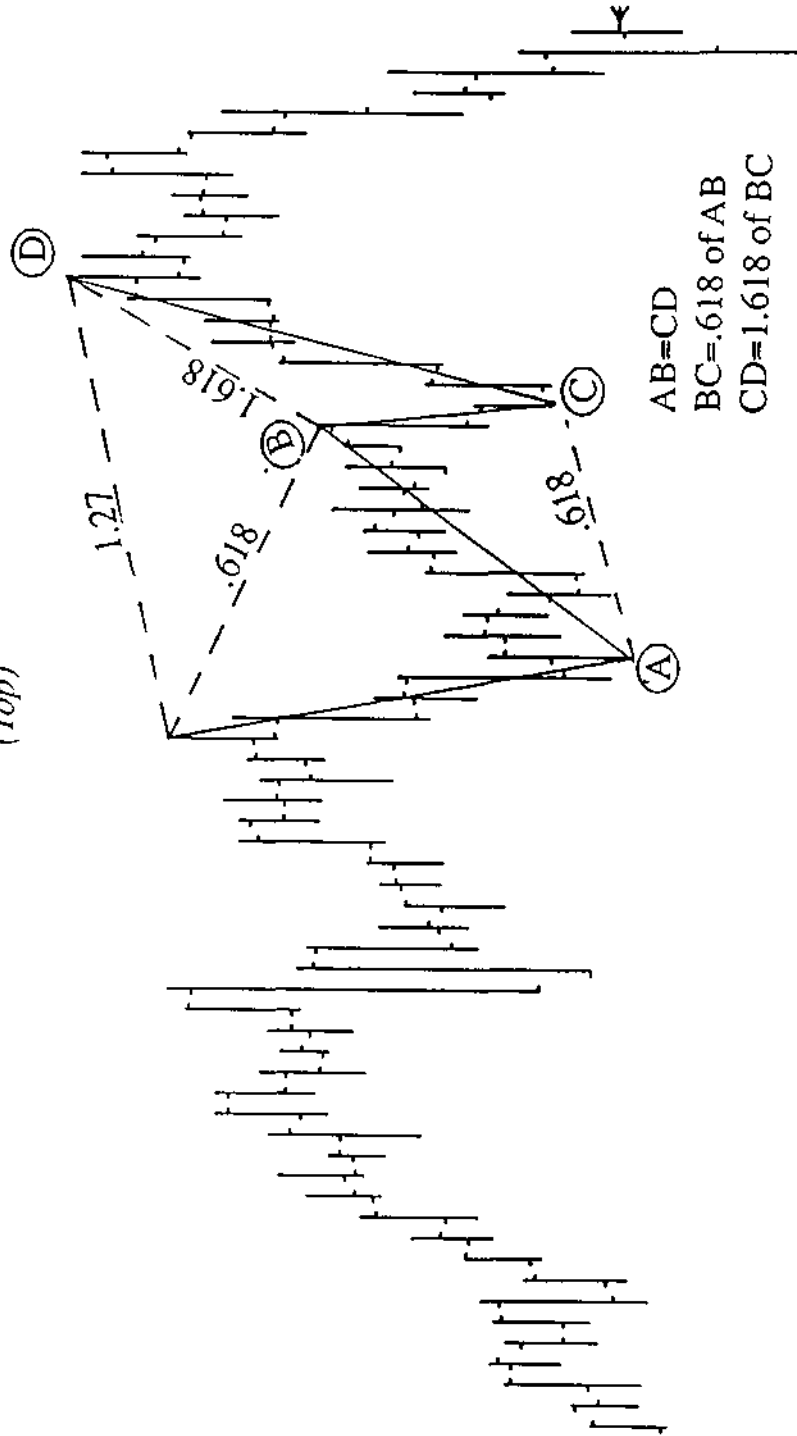 (Top)
D
1.27
1.618
B
.618
.618
C
A
AB=CD
BC=.618 of AB
CD=1.618 of BC